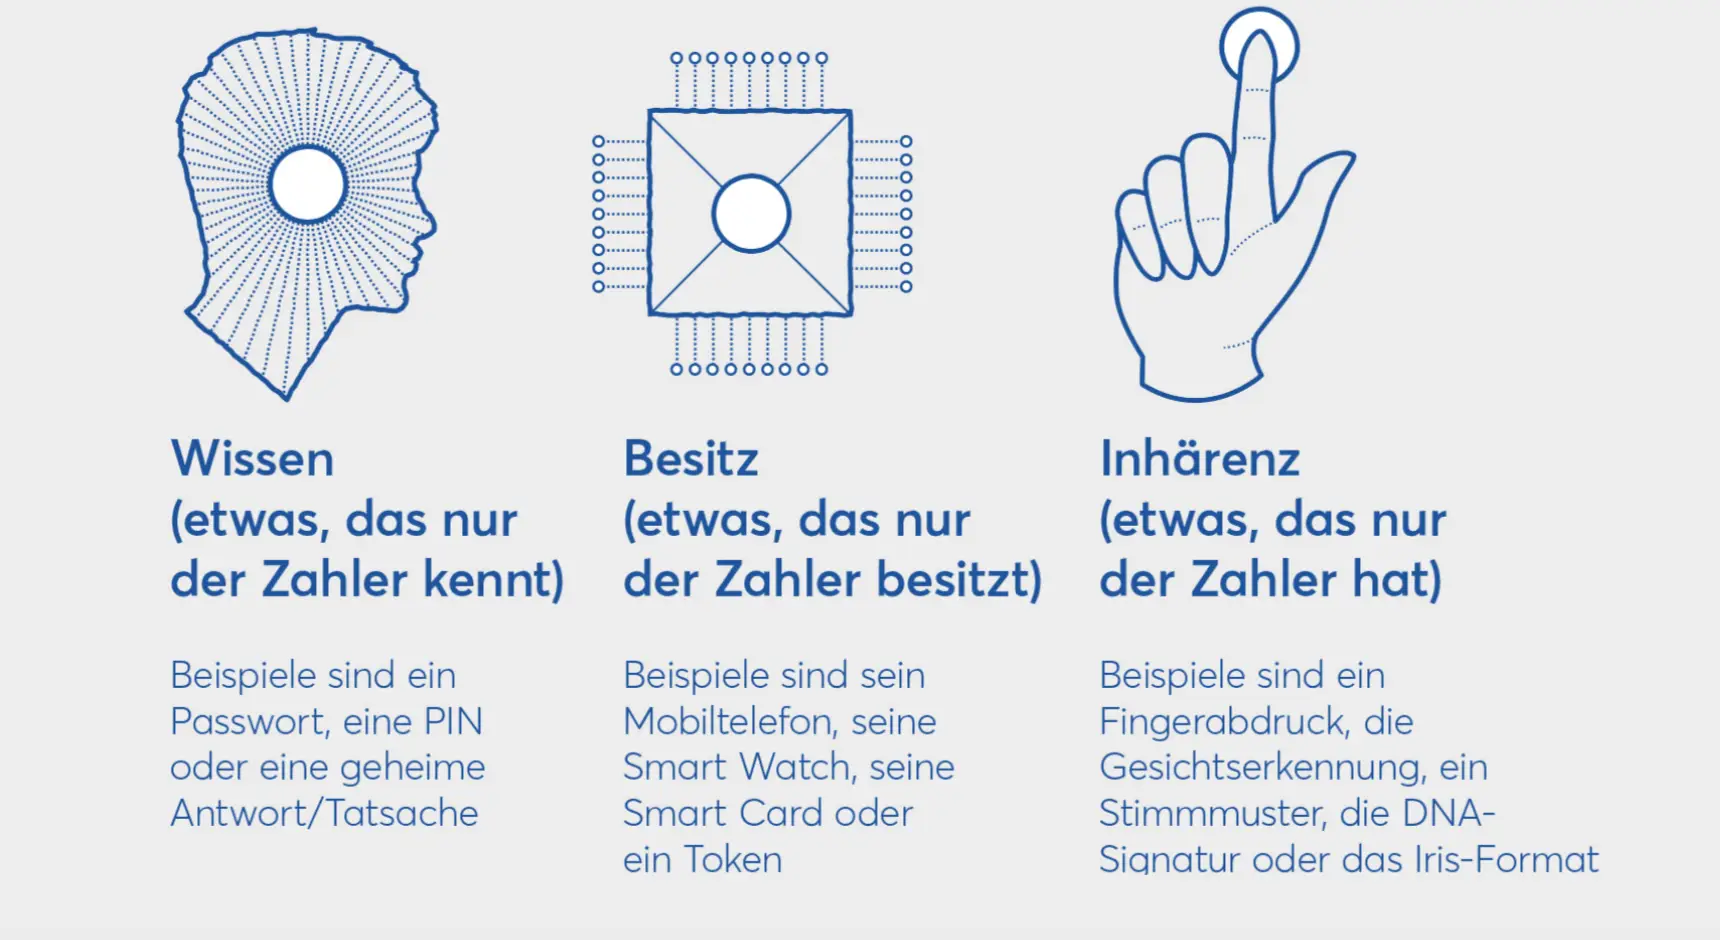 Wissen
(etwas, das nur
der Zahler kennt)
Beispiele sind ein
Passwort, eine PIN
oder eine geheime
Antwort/Tatsache
Besitz
(etwas, das nur
der Zahler besitzt)
Beispiele sind sein
Mobiltelefon, seine
Smart Watch, seine
Smart Card oder
ein Token
Inhärenz
(etwas, das nur
der Zahler hat)
Beispiele sind ein
Fingerabdruck, die
Gesichtserkennung, ein
Stimmmuster, die DNA-
Signatur oder das Iris-Format